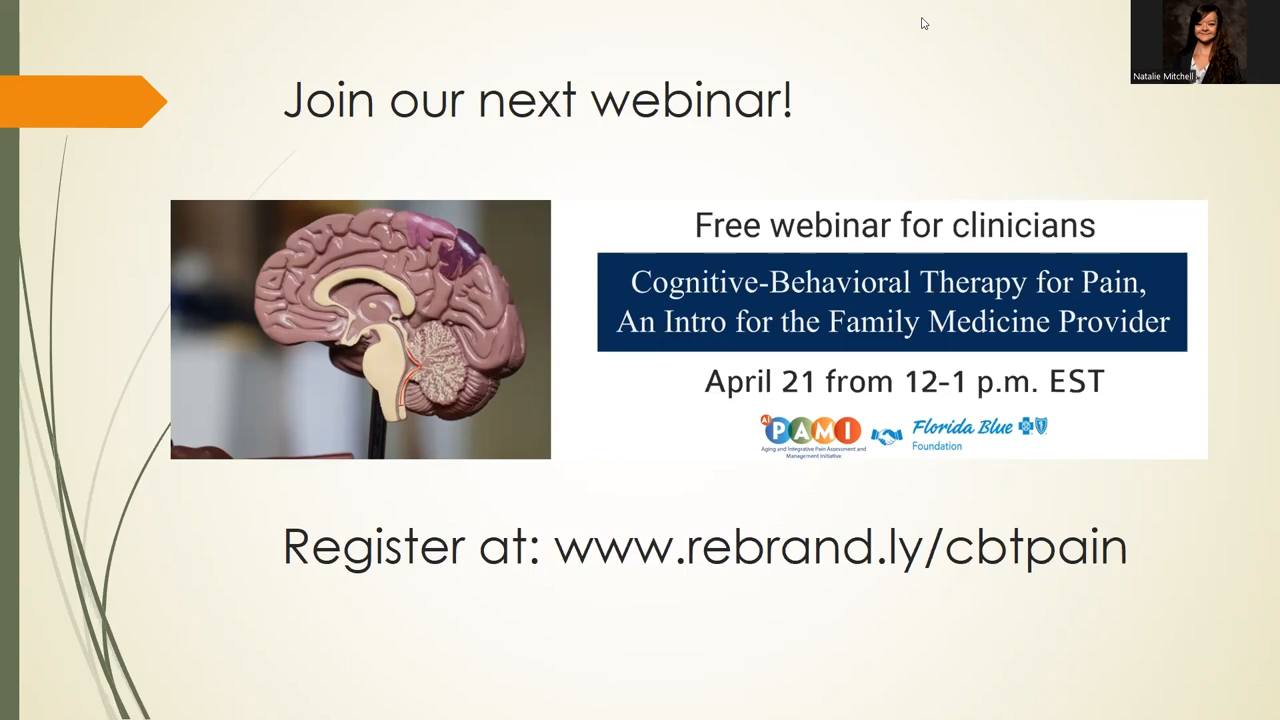 Natalie Mitchell
Join our next webinar!
Free webinar for clinicians
Cognitive-Behavioral Therapy for Pain,
An Intro for the Family Medicine Provider
April 21 from 12-1 p.m. EST
AI PAMI
Aging and Integrative Pain Assessment and
Management Initiative
Florida Blue
Foundation
Register at: www.rebrand.ly/cbtpain